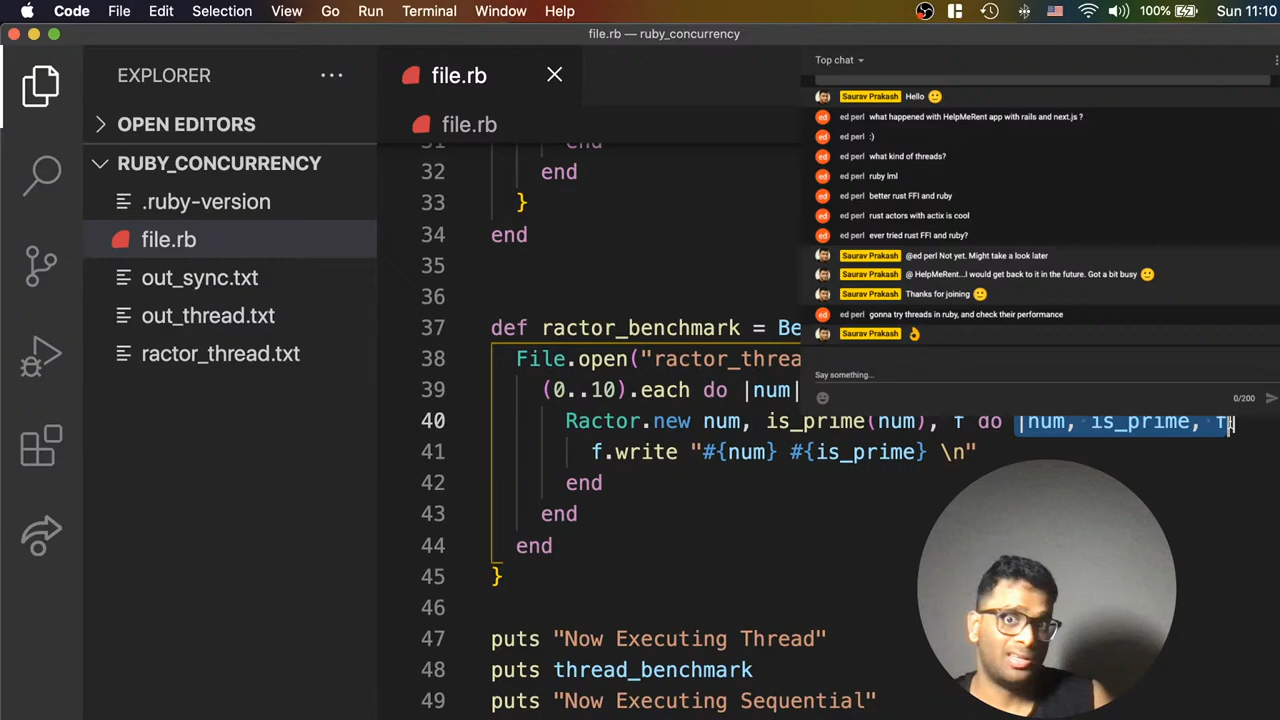 Code File Edit Selection View Go Run Terminal Window Help 100% Sun 11:10
file.rb — ruby_concurrency
EXPLORER
OPEN EDITORS
RUBY_CONCURRENCY
.ruby-version
file.rb
out_sync.txt
out_thread.txt
ractor_thread.txt
file.rb
file.rb
32 end
33 }
34 end
35
36
37 def ractor_benchmark = Be
38 File.open("ractor_threa
39 (0..10).each do |num|
40 Ractor.new num, is_prime(num), f do |num, is_prime, f|
41 f.write "#{num} #{is_prime} \n"
42 end
43 end
44 end
45 }
46
47 puts "Now Executing Thread"
48 puts thread_benchmark
49 puts "Now Executing Sequential"
Top chat
Saurav Prakash Hello 🙂
ed ed perl what happened with HelpMeRent app with rails and next.js ?
ed ed perl :)
ed ed perl what kind of threads?
ed ed perl ruby lml
ed ed perl better rust FFI and ruby
ed ed perl rust actors with actix is cool
ed ed perl ever tried rust FFI and ruby?
Saurav Prakash @ed perl Not yet. Might take a look later
Saurav Prakash @ HelpMeRent...I would get back to it in the future. Got a bit busy 🙂
Saurav Prakash Thanks for joining 🙂
ed ed perl gonna try threads in ruby, and check their performance
Saurav Prakash 👌
Say something...
0/200